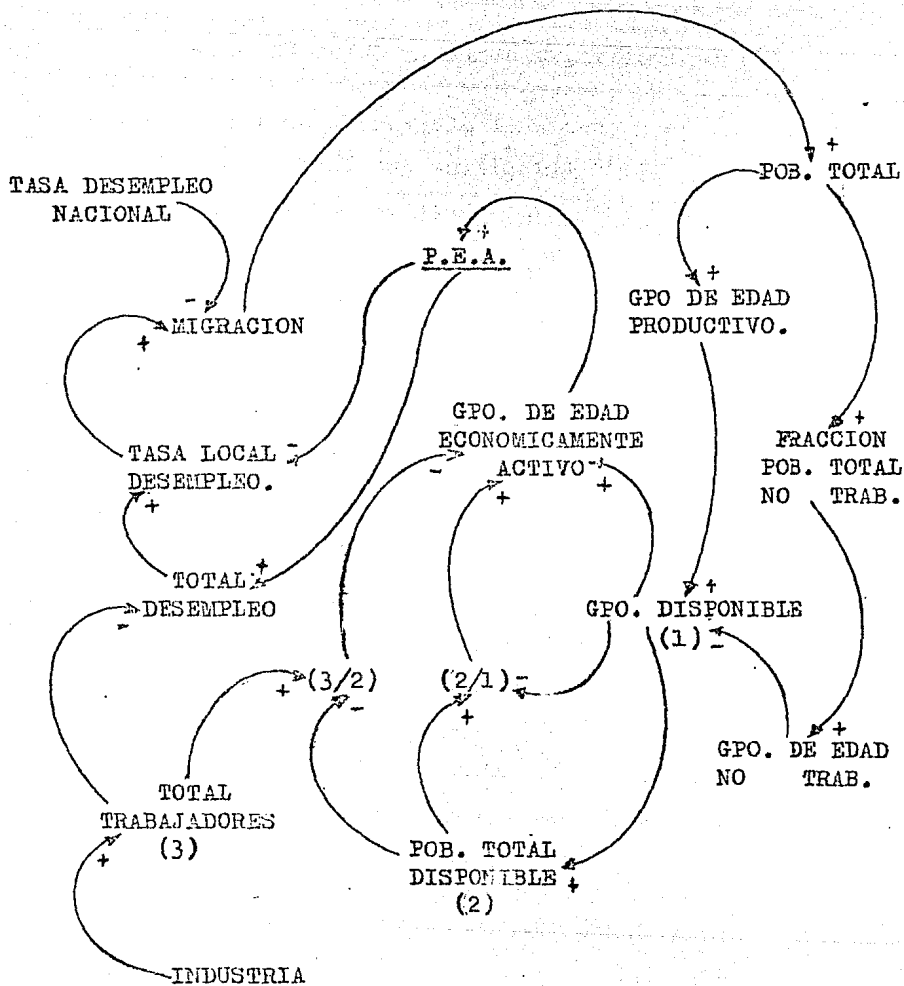 +
POB. TOTAL
TASA DESEMPLEO
NACIONAL
+
P.E.A.
+
GPO DE EDAD
PRODUCTIVO.
-
MIGRACION
+
GPO. DE EDAD
ECONOMICAMENTE
ACTIVO
-
+
+
+
FRACCION
POB. TOTAL
NO TRAB.
TASA LOCAL -
DESEMPLEO.
+
+
TOTAL
DESEMPLEO
-
+
GPO. DISPONIBLE
(1) -
(3/2)
+
-
(2/1) -
+
+
GPO. DE EDAD
NO TRAB.
TOTAL
TRABAJADORES
(3)
+
POB. TOTAL
DISPONIBLE +
(2)
INDUSTRIA